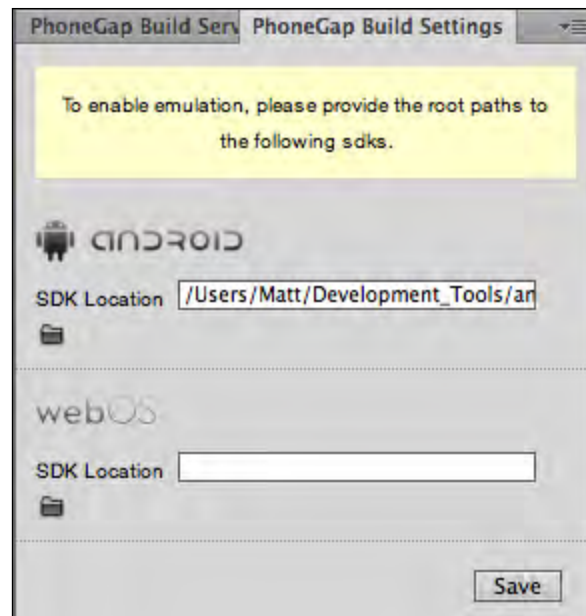 PhoneGap Build Serv PhoneGap Build Settings
To enable emulation, please provide the root paths to
the following sdks.
android
SDK Location /Users/Matt/Development_Tools/an
webOS
SDK Location
Save